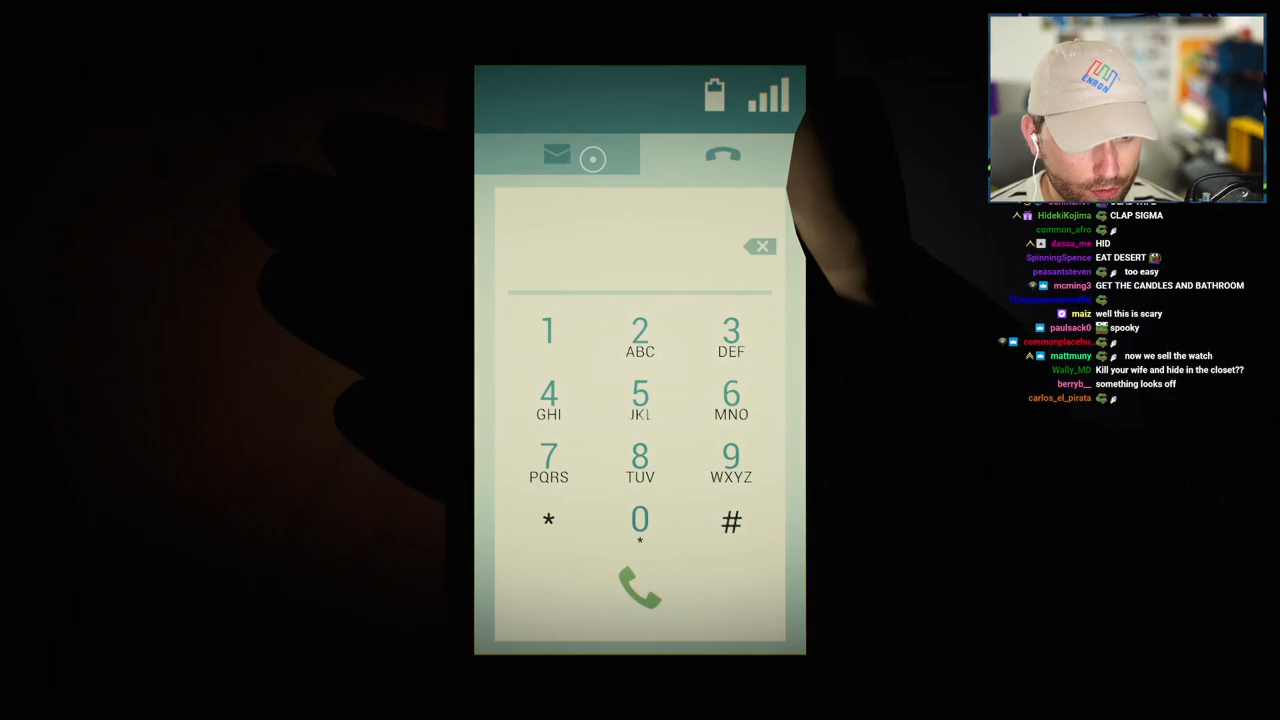 1
2
ABC
3
DEF
4
GHI
5
JKL
6
MNO
7
PQRS
8
TUV
9
WXYZ
*
0
*
#
ENRON
HidekiKojima CLAP SIGMA
common_afro
dassa_me HID
SpinningSpence EAT DESERT
peasantsteven too easy
mcming3 GET THE CANDLES AND BATHROOM
maiz well this is scary
paulsack0 spooky
commonplacehu...
mattmuny now we sell the watch
Wally_MD Kill your wife and hide in the closet??
berryb__ something looks off
carlos_el_pirata